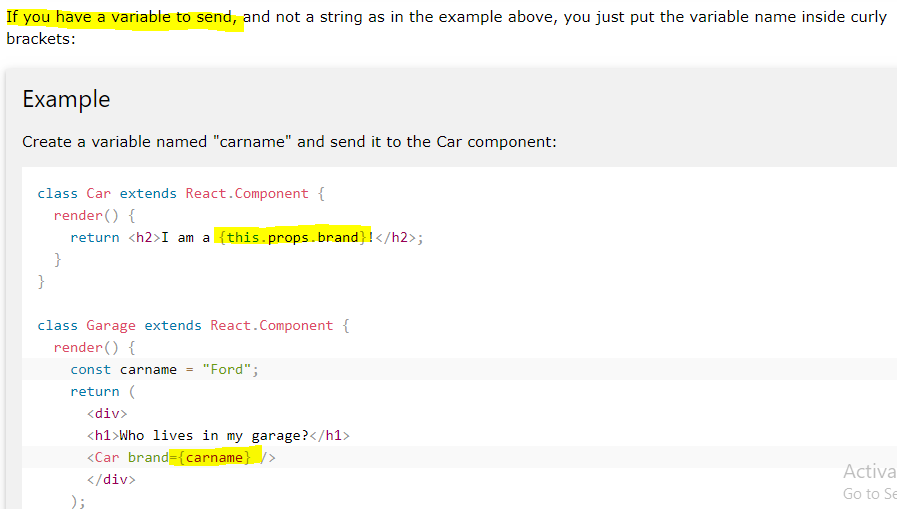 If you have a variable to send, and not a string as in the example above, you just put the variable name inside curly
brackets:
Example
Create a variable named "carname" and send it to the Car component:
class Car extends React.Component {
render() {
return <h2>I am a {this.props.brand}!</h2>;
}
}
class Garage extends React.Component {
render() {
const carname = "Ford";
return (
<div>
<h1>Who lives in my garage?</h1>
<Car brand={carname} />
</div>
);
Activa
Go to Se